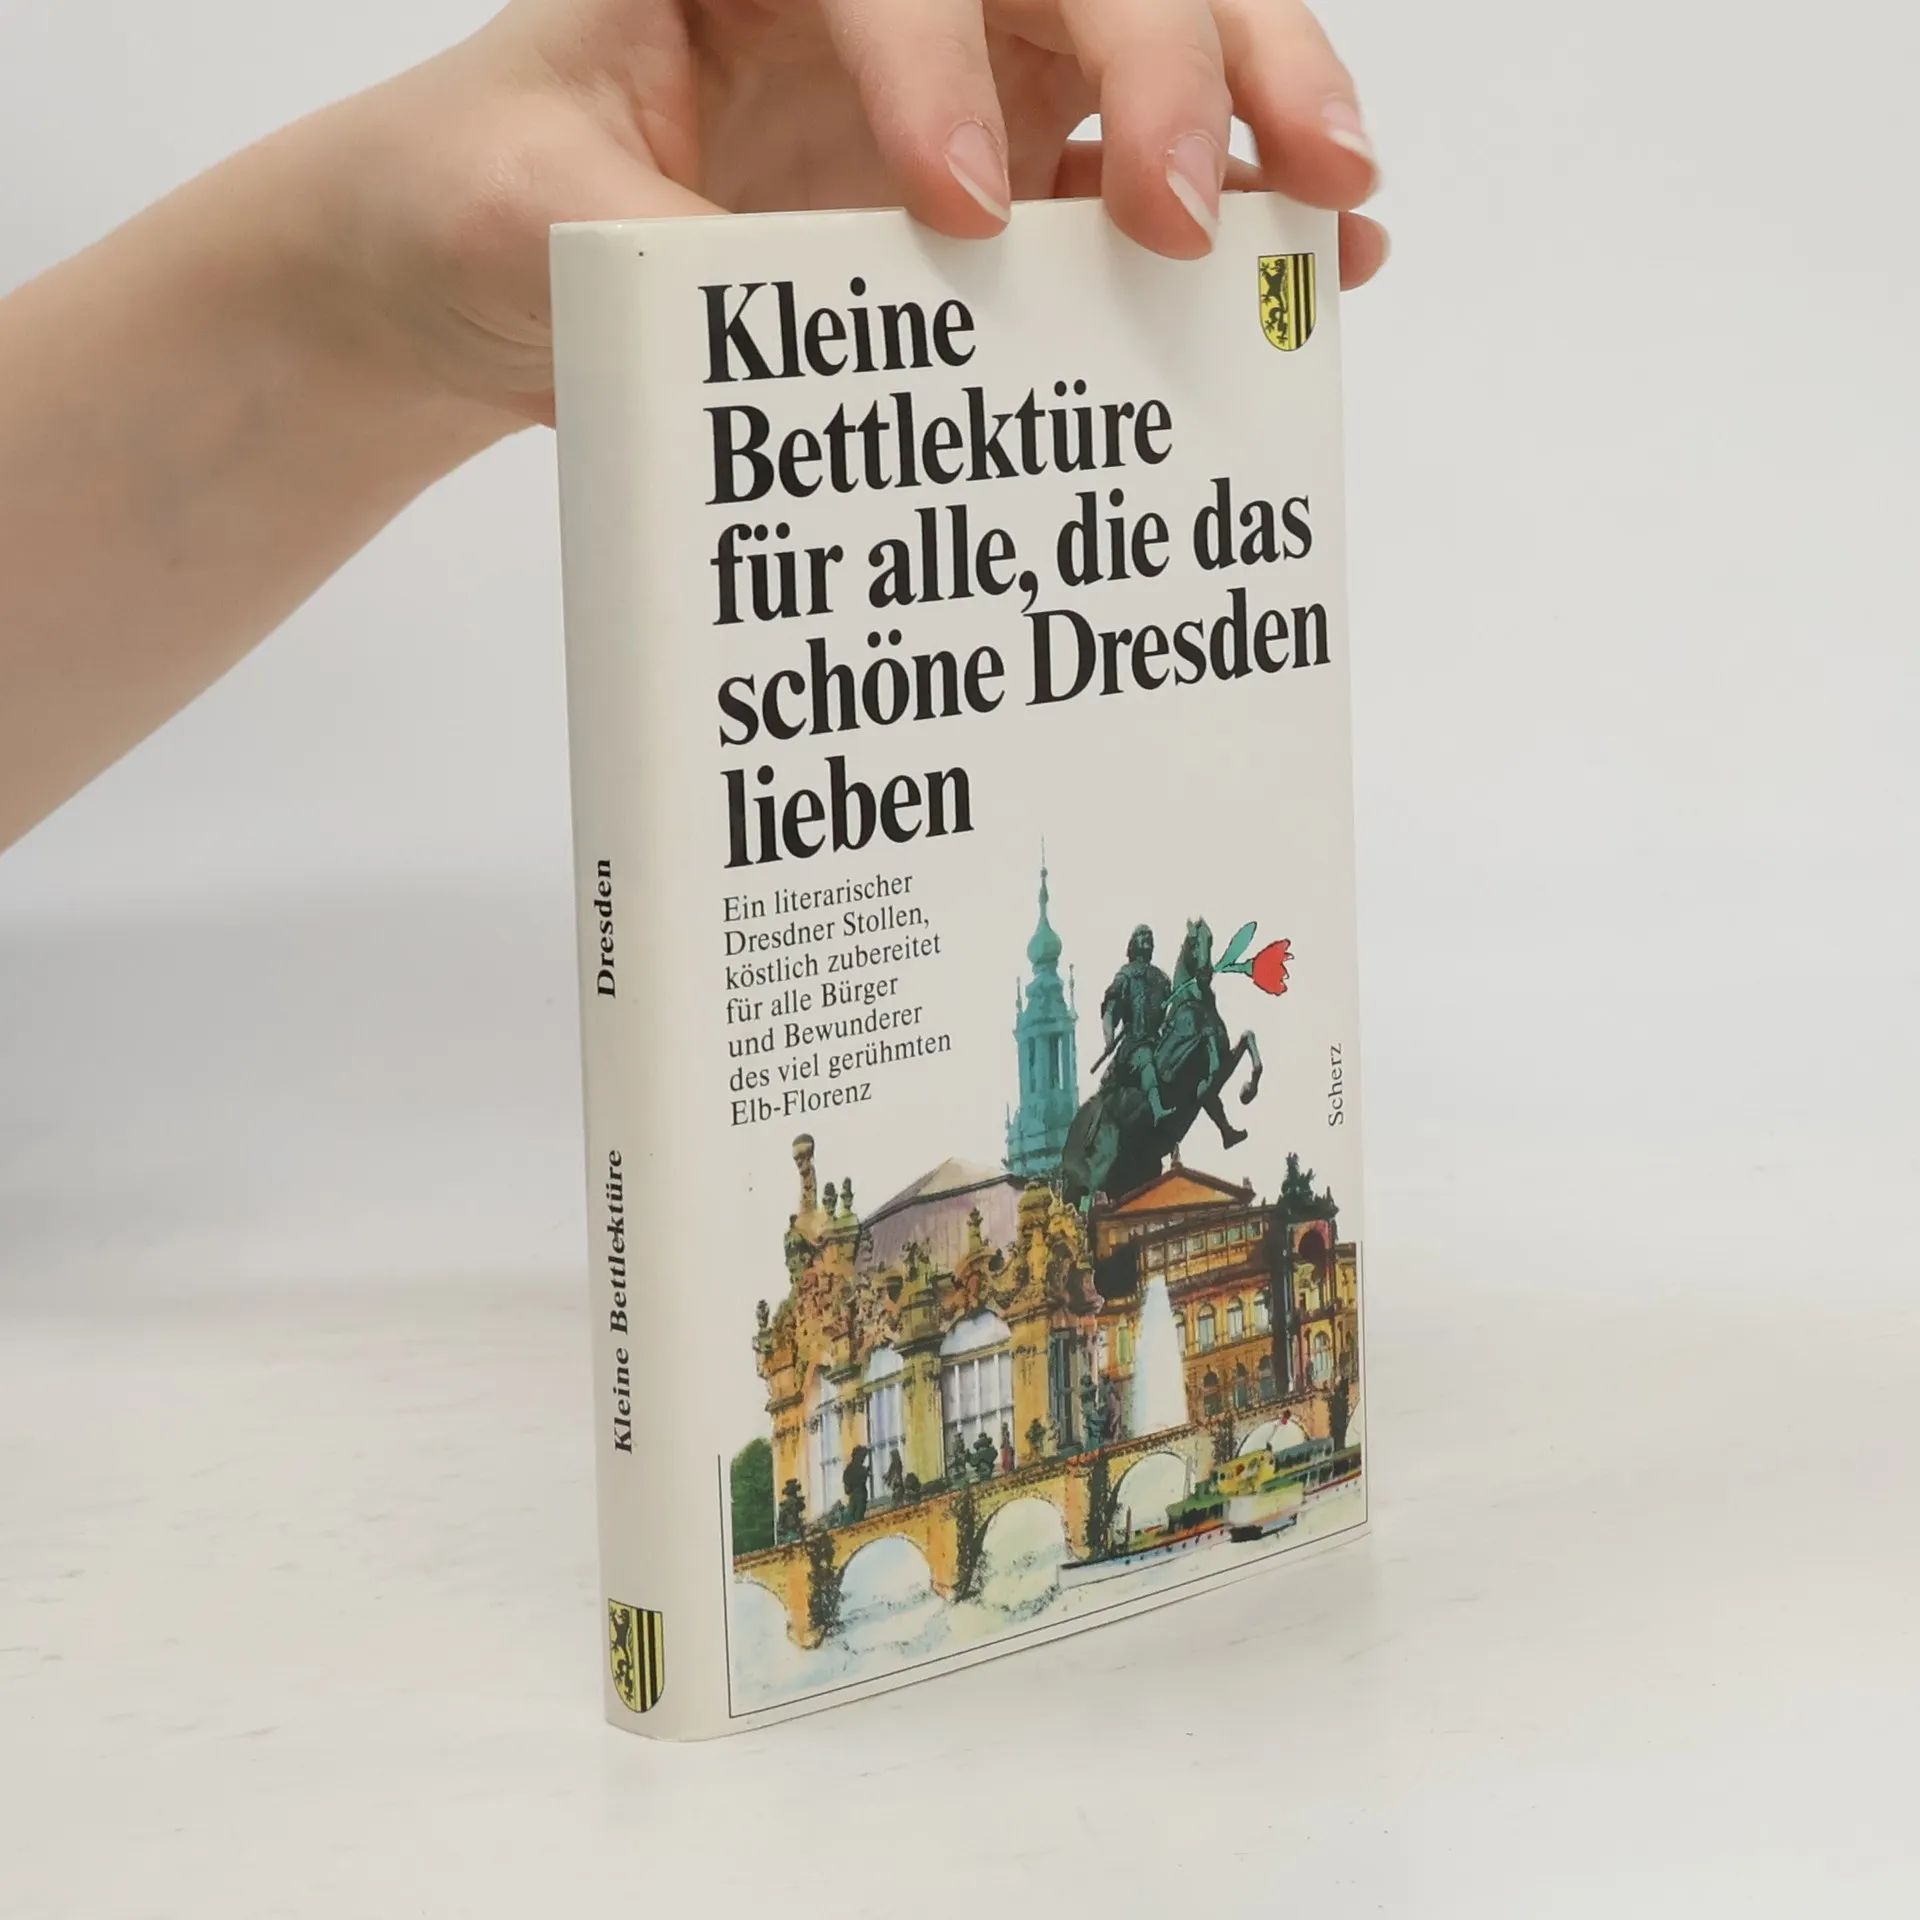 Kleine
Bettlektüre
für alle, die das
schöne Dresden
lieben
Ein literarischer
Dresdner Stollen,
köstlich zubereitet
für alle Bürger
und Bewunderer
des viel gerühmten
Elb-Florenz
Scherz
Kleine Bettlektüre Dresden